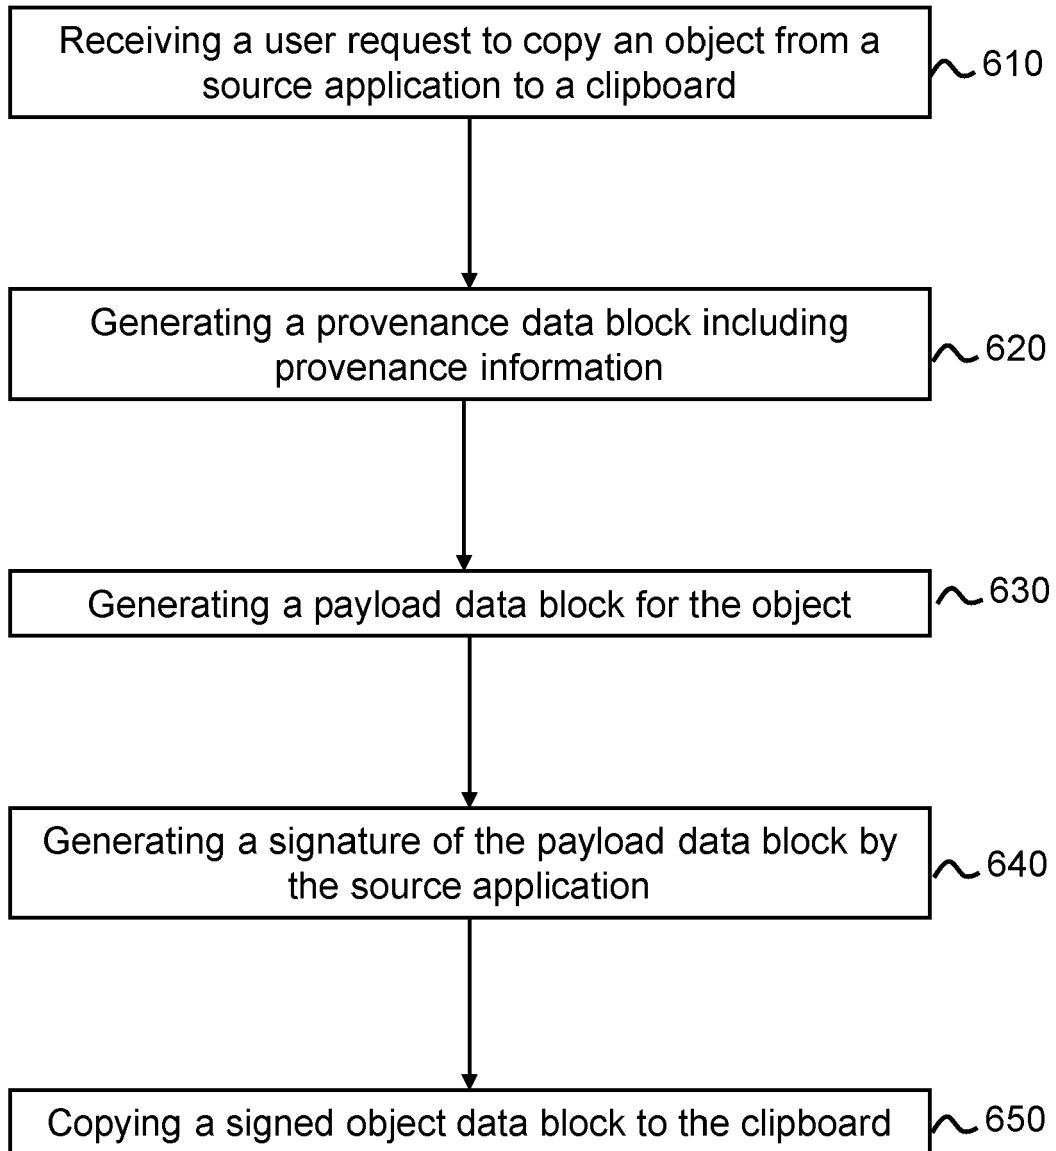 Receiving a user request to copy an object from a
source application to a clipboard
610
Generating a provenance data block including
provenance information
620
Generating a payload data block for the object
630
Generating a signature of the payload data block by
the source application
640
Copying a signed object data block to the clipboard
650